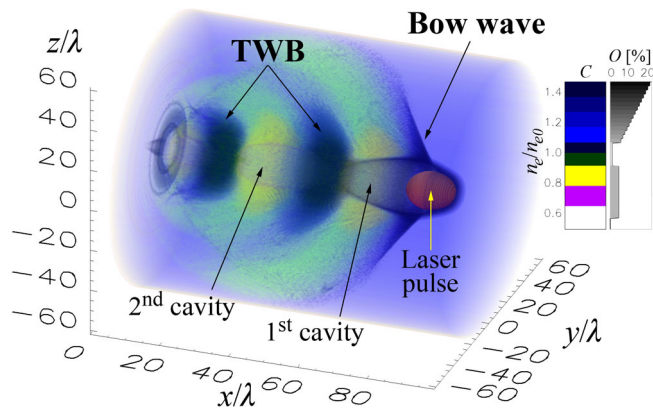 Bow wave
TWB
z/λ
60
40
20
0
−20
−40
−60
C
O [%]
0 10 20
1.4
1.2
1.0
0.8
0.6
n_e/n_e0
Laser
pulse
2nd cavity
1st cavity
0
20
40
60
80
x/λ
60
40
20
0
−20
−40
−60
y/λ